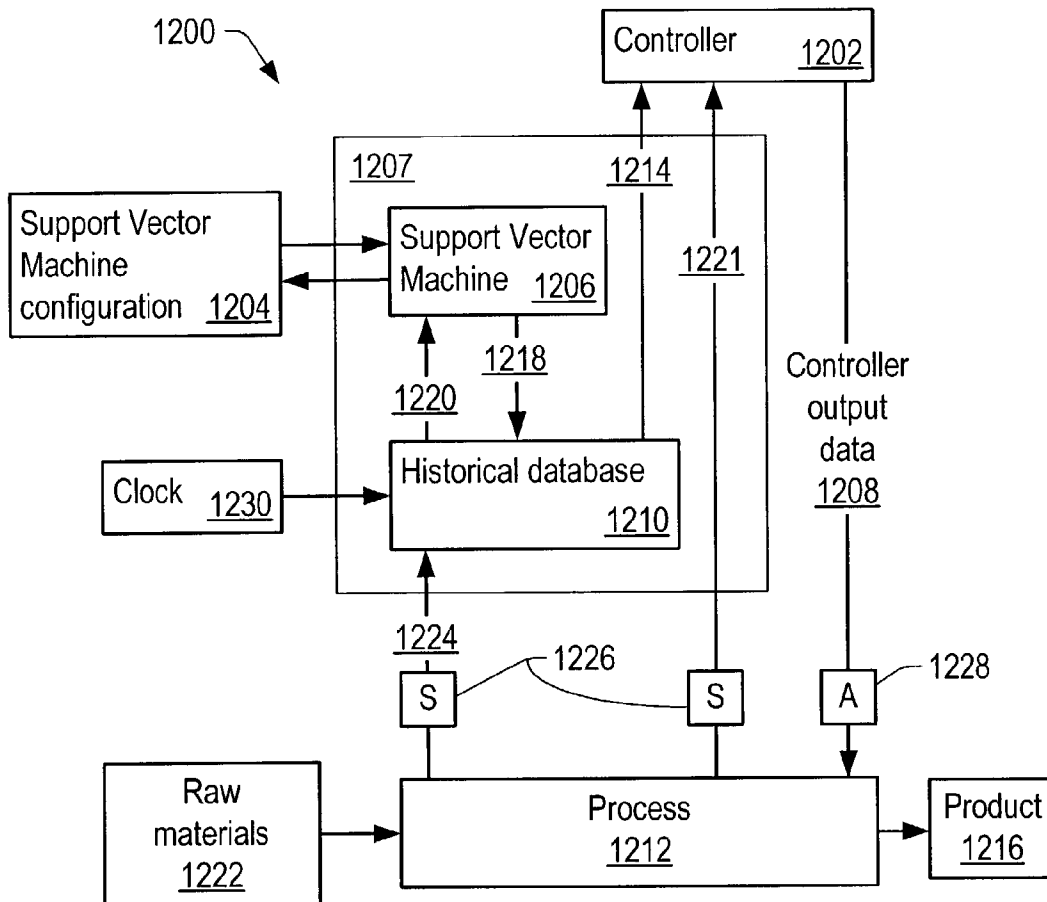 1200
Controller
1202
1207
1214
Support Vector
Machine
configuration
1204
Support Vector
Machine
1206
1221
1218
1220
Controller
output
data
1208
Clock
1230
Historical database
1210
1224
1226
1228
S
S
A
Raw
materials
1222
Process
1212
Product
1216